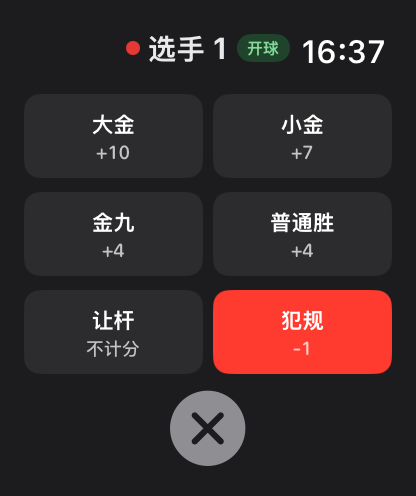 选手 1 开球 16:37
大金 小金
+10 +7
金九 普通胜
+4 +4
让杆 犯规
不计分 -1